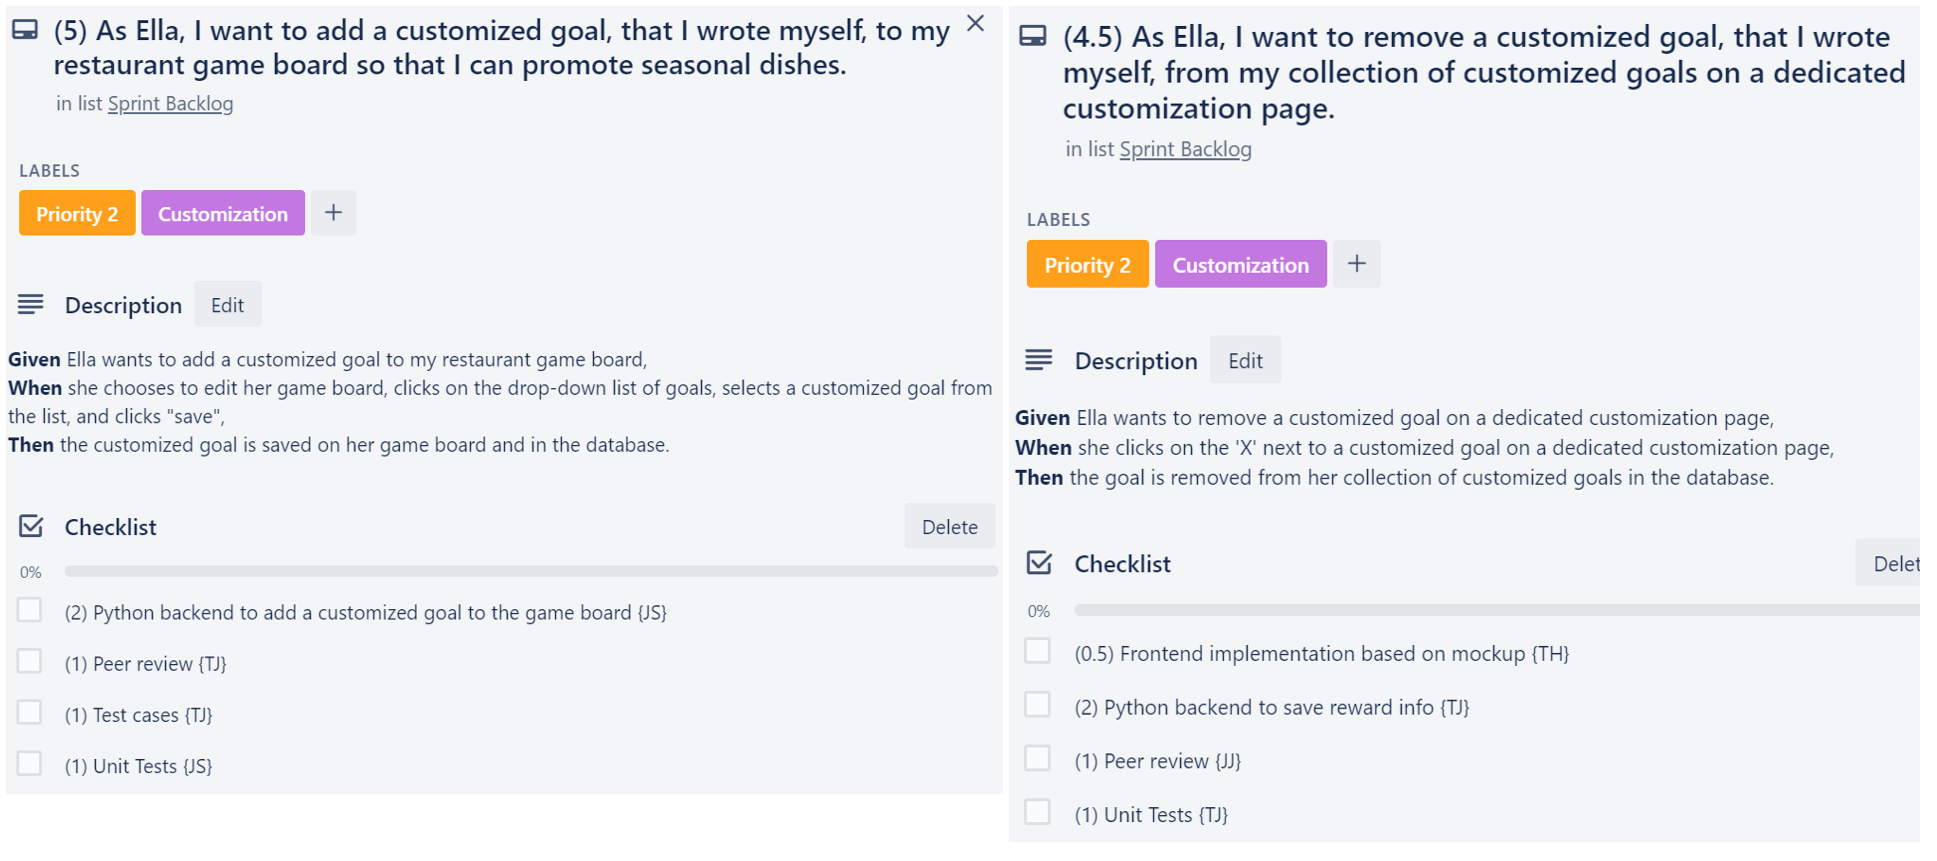 (5) As Ella, I want to add a customized goal, that I wrote myself, to my
restaurant game board so that I can promote seasonal dishes.
in list Sprint Backlog
LABELS
Priority 2
Customization
Description
Edit
Given Ella wants to add a customized goal to my restaurant game board,
When she chooses to edit her game board, clicks on the drop-down list of goals, selects a customized goal from
the list, and clicks "save",
Then the customized goal is saved on her game board and in the database.
Checklist
Delete
0%
(2) Python backend to add a customized goal to the game board {JS}
(1) Peer review {TJ}
(1) Test cases {TJ}
(1) Unit Tests {JS}
(4.5) As Ella, I want to remove a customized goal, that I wrote
myself, from my collection of customized goals on a dedicated
customization page.
in list Sprint Backlog
LABELS
Priority 2
Customization
Description
Edit
Given Ella wants to remove a customized goal on a dedicated customization page,
When she clicks on the 'X' next to a customized goal on a dedicated customization page,
Then the goal is removed from her collection of customized goals in the database.
Checklist
Delet
0%
(0.5) Frontend implementation based on mockup {TH}
(2) Python backend to save reward info {TJ}
(1) Peer review {JJ}
(1) Unit Tests {TJ}